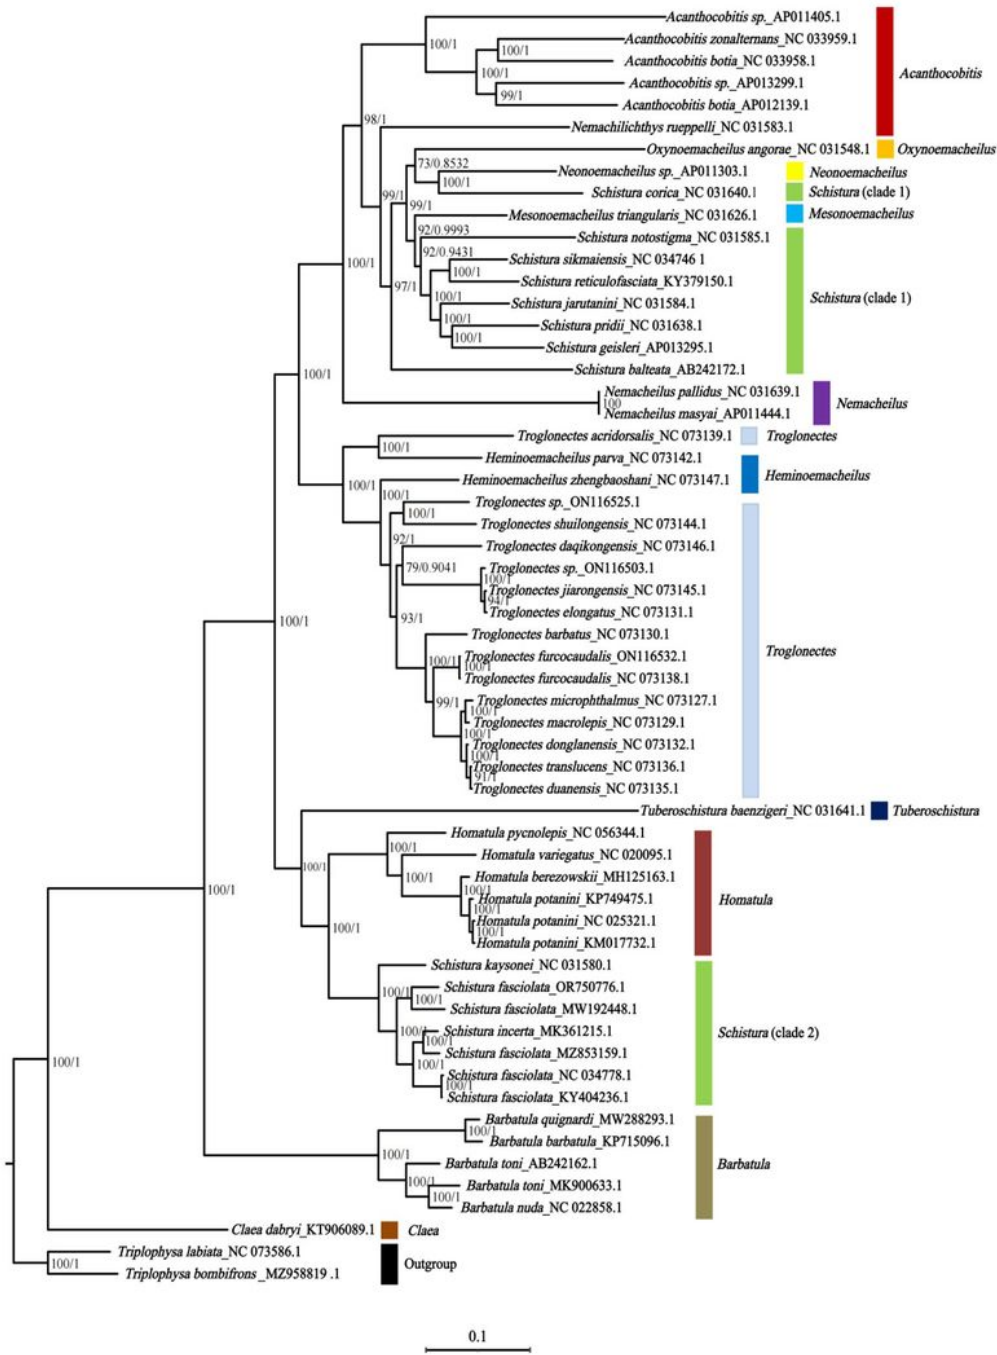 Acanthocobitis sp._AP011405.1
100/1
Acanthocobitis zonalternans_NC 033959.1
100/1
Acanthocobitis botia_NC 033958.1
100/1
Acanthocobitis
Acanthocobitis sp._AP013299.1
99/1
Acanthocobitis botia_AP012139.1
98/1
Nemachilichthys rueppelli_NC 031583.1
Oxynoemacheilus angorae_NC 031548.1
Oxynoemacheilus
73/0.8532
Neonoemacheilus sp._AP011303.1
Neonoemacheilus
100/1
Schistura corica_NC 031640.1
Schistura (clade 1)
99/1
99/1
Mesonoemacheilus triangularis_NC 031626.1
Mesonoemacheilus
92/0.9993
Schistura notostigma_NC 031585.1
92/0.9431
Schistura sikmaiensis_NC 034746 1
100/1
100/1
Schistura reticulofasciata_KY379150.1
97/1
100/1
Schistura (clade 1)
Schistura jarutanini_NC 031584.1
100/1
Schistura pridii_NC 031638.1
100/1
Schistura geisleri_AP013295.1
Schistura balteata_AB242172.1
100/1
Nemacheilus pallidus_NC 031639.1
100
Nemacheilus
Nemacheilus masyai_AP011444.1
Troglonectes acridorsalis_NC 073139.1
Troglonectes
100/1
Heminoemacheilus parva_NC 073142.1
Heminoemacheilus
Heminoemacheilus zhengbaoshani_NC 073147.1
100/1
100/1
Troglonectes sp._ON116525.1
100/1
Troglonectes shuilongensis_NC 073144.1
92/1
Troglonectes daqikongensis_NC 073146.1
79/0.9041
Troglonectes sp._ON116503.1
100/1
Troglonectes jiarongensis_NC 073145.1
94/1
Troglonectes elongatus_NC 073131.1
93/1
100/1
Troglonectes barbatus_NC 073130.1
Troglonectes
Troglonectes furcocaudalis_ON116532.1
100/1
100/1
Troglonectes furcocaudalis_NC 073138.1
99/1
Troglonectes microphthalmus_NC 073127.1
100/1
Troglonectes macrolepis_NC 073129.1
100/1
Troglonectes donglanensis_NC 073132.1
100/1
Troglonectes translucens_NC 073136.1
91/1
Troglonectes duanensis_NC 073135.1
Tuberoschistura baenzigeri_NC 031641.1
Tuberoschistura
Homatula pycnolepis_NC 056344.1
100/1
Homatula variegatus_NC 020095.1
100/1
100/1
Homatula berezowskii_MH125163.1
100/1
100/1
Homatula potanini_KP749475.1
Homatula
100/1
Homatula potanini_NC 025321.1
100/1
100/1
Homatula potanini_KM017732.1
Schistura kaysonei_NC 031580.1
Schistura fasciolata_OR750776.1
100/1
100/1
Schistura fasciolata_MW192448.1
Schistura incerta_MK361215.1
Schistura (clade 2)
100/1
100/1
Schistura fasciolata_MZ853159.1
100/1
100/1
Schistura fasciolata_NC 034778.1
100/1
Schistura fasciolata_KY404236.1
Barbatula quignardi_MW288293.1
100/1
Barbatula barbatula_KP715096.1
100/1
Barbatula toni_AB242162.1
Barbatula
100/1
Barbatula toni_MK900633.1
100/1
Barbatula nuda_NC 022858.1
Claea dabryi_KT906089.1
Claea
Triplophysa labiata_NC 073586.1
100/1
Outgroup
Triplophysa bombifrons _MZ958819 .1
0.1